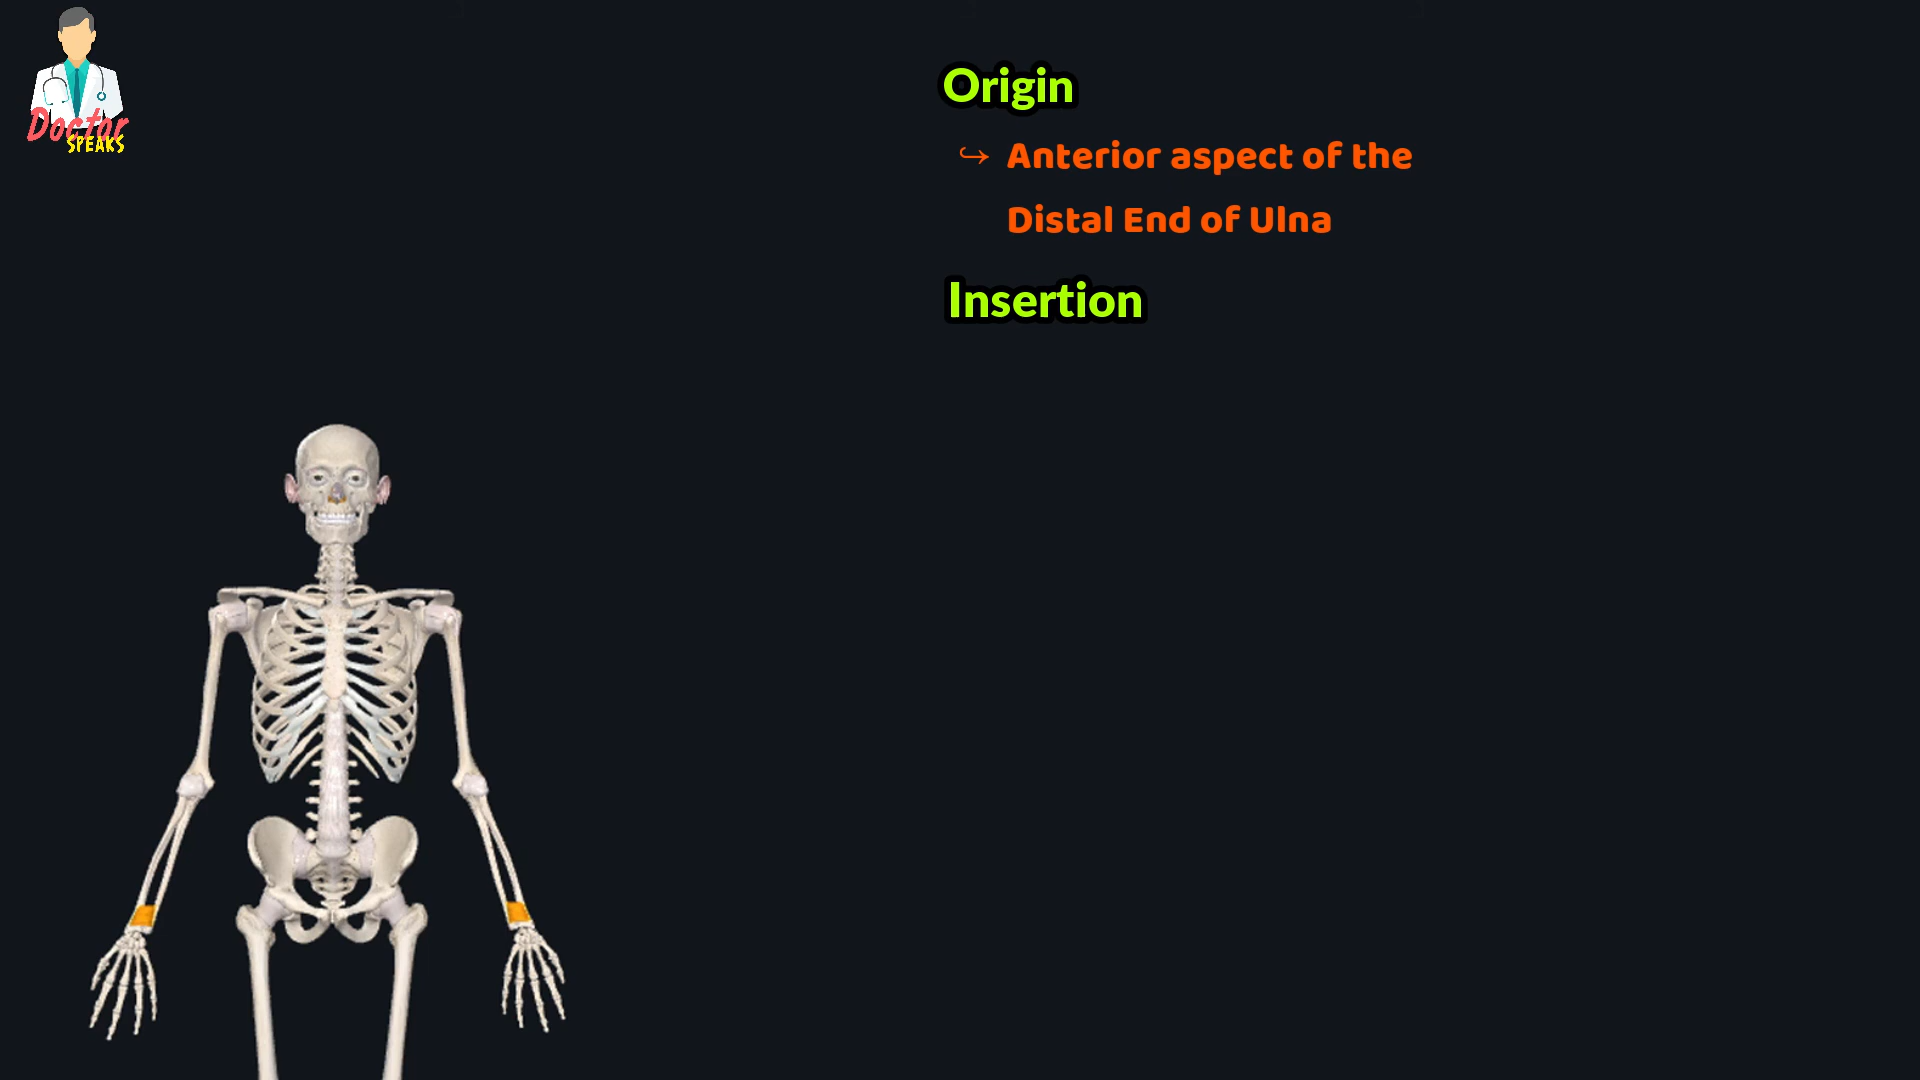 Doctor
SPEAKS
Origin
↪ Anterior aspect of the
Distal End of Ulna
Insertion